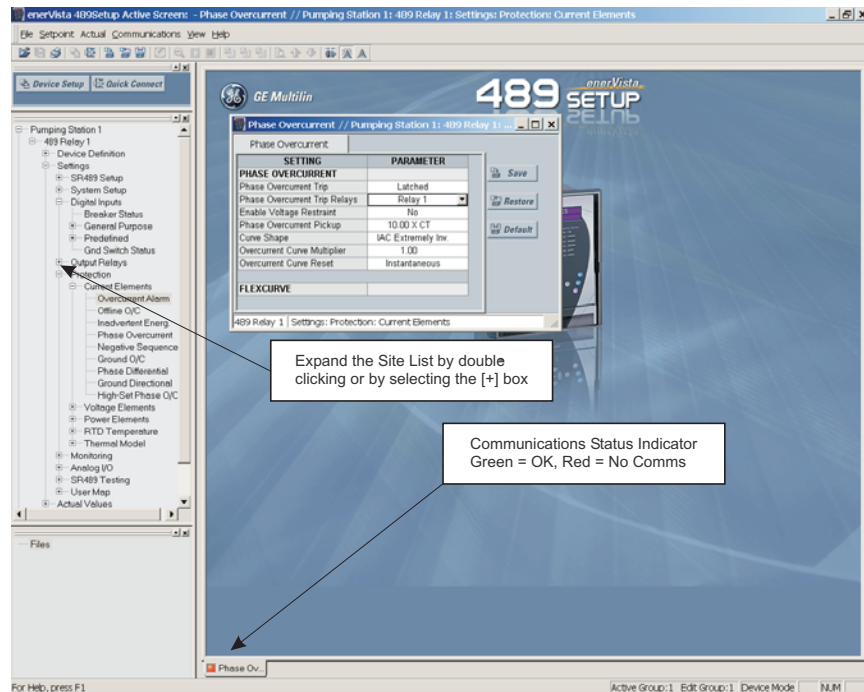 enerVista 489Setup Active Screen: - Phase Overcurrent // Pumping Station 1: 489 Relay 1: Settings: Protection: Current Elements
File Setpoint Actual Communications View Help
Device Setup Quick Connect
Pumping Station 1
489 Relay 1
Device Definition
Settings
SR489 Setup
System Setup
Digital Inputs
Breaker Status
General Purpose
Predefined
Gnd Switch Status
Output Relays
Protection
Current Elements
Overcurrent Alarm
Offline O/C
Inadvertent Energ.
Phase Overcurrent
Negative Sequence
Ground O/C
Phase Differential
Ground Directional
High-Set Phase O/C
Voltage Elements
Power Elements
RTD Temperature
Thermal Model
Monitoring
Analog I/O
SR489 Testing
User Map
Actual Values
Files
GE Multilin
489 enerVista
SETUP
Phase Overcurrent // Pumping Station 1: 489 Relay 1: ...
Phase Overcurrent
SETTING PARAMETER
PHASE OVERCURRENT
Phase Overcurrent Trip Latched
Phase Overcurrent Trip Relays Relay 1
Enable Voltage Restraint No
Phase Overcurrent Pickup 10.00 X CT
Curve Shape IAC Extremely Inv.
Overcurrent Curve Multiplier 1.00
Overcurrent Curve Reset Instantaneous
FLEXCURVE
Save
Restore
Default
489 Relay 1 Settings: Protection: Current Elements
Expand the Site List by double
clicking or by selecting the [+] box
Communications Status Indicator
Green = OK, Red = No Comms
Phase Ov...
For Help, press F1
Active Group:1 Edit Group:1 Device Mode NUM